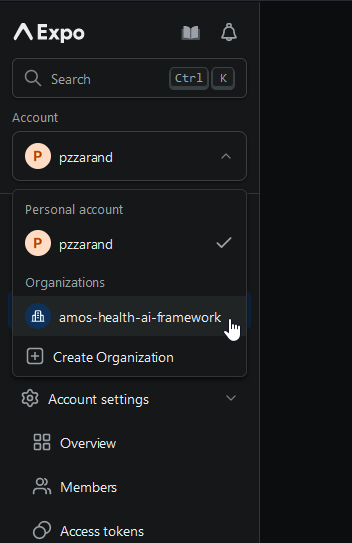 Expo
Search Ctrl K
Account
P pzzarand
Personal account
P pzzarand
Organizations
amos-health-ai-framework
Create Organization
Account settings
Overview
Members
Access tokens